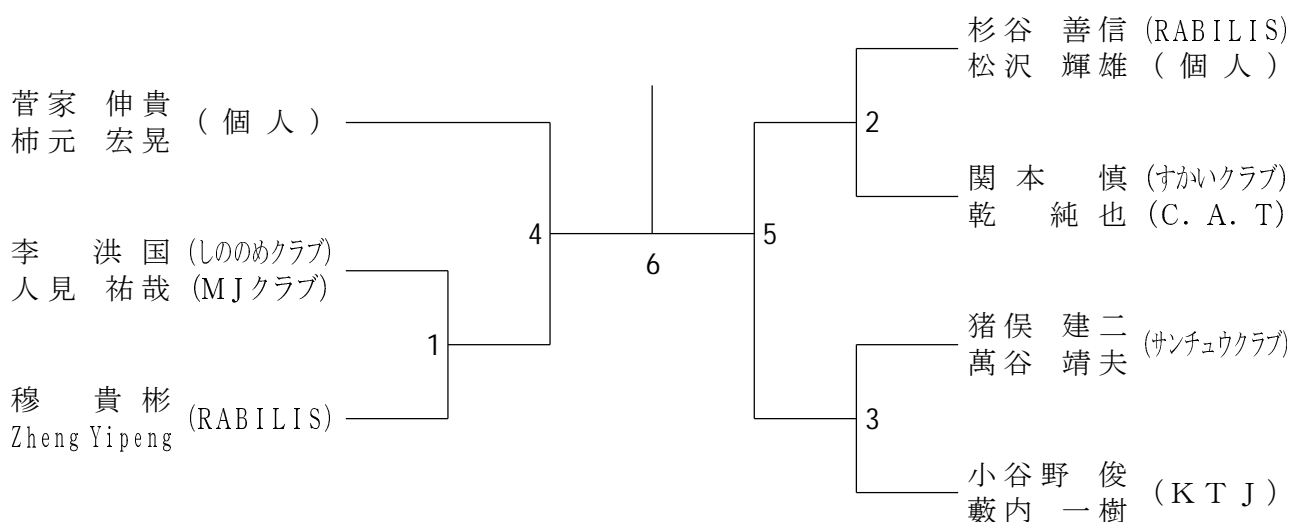 菅家 伸貴
柿元 宏晃
(個人)
李 洪国 (しののめクラブ)
人見 祐哉 (MJクラブ)
穆 貴彬
Zheng Yipeng
(RABILIS)
1
4
6
5
2
3
杉谷 善信 (RABILIS)
松沢 輝雄 (個人)
関本 慎 (すかいクラブ)
乾 純也 (C.A.T)
猪俣 建二
萬谷 靖夫
(サンチュウクラブ)
小谷野 俊
藪内 一樹
(KTJ)